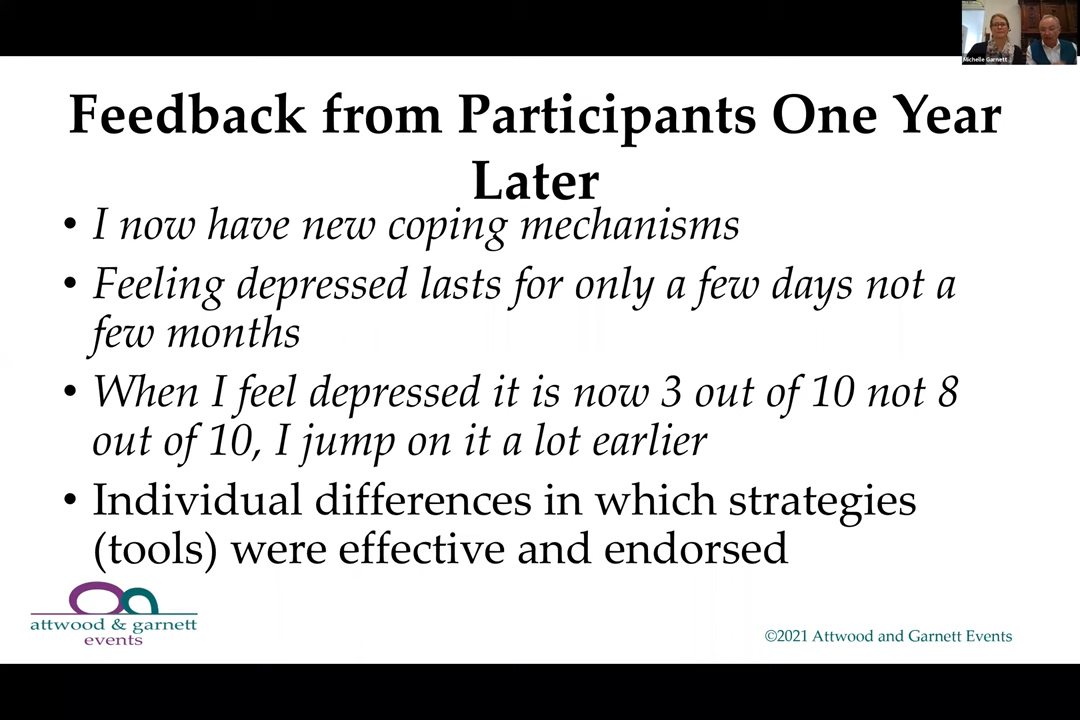 Michelle Garnett
Feedback from Participants One Year
Later
• I now have new coping mechanisms
• Feeling depressed lasts for only a few days not a
few months
• When I feel depressed it is now 3 out of 10 not 8
out of 10, I jump on it a lot earlier
• Individual differences in which strategies
(tools) were effective and endorsed
attwood & garnett
events
©2021 Attwood and Garnett Events